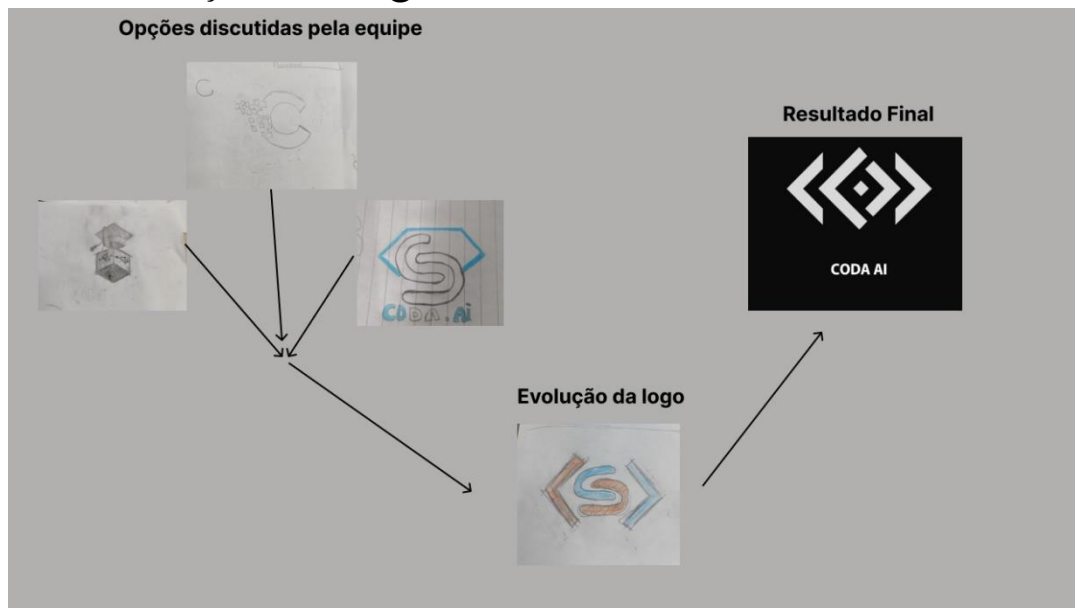 Opções discutidas pela equipe
C
C
S
CODA.Ai
Evolução da logo
S
Resultado Final
CODA AI